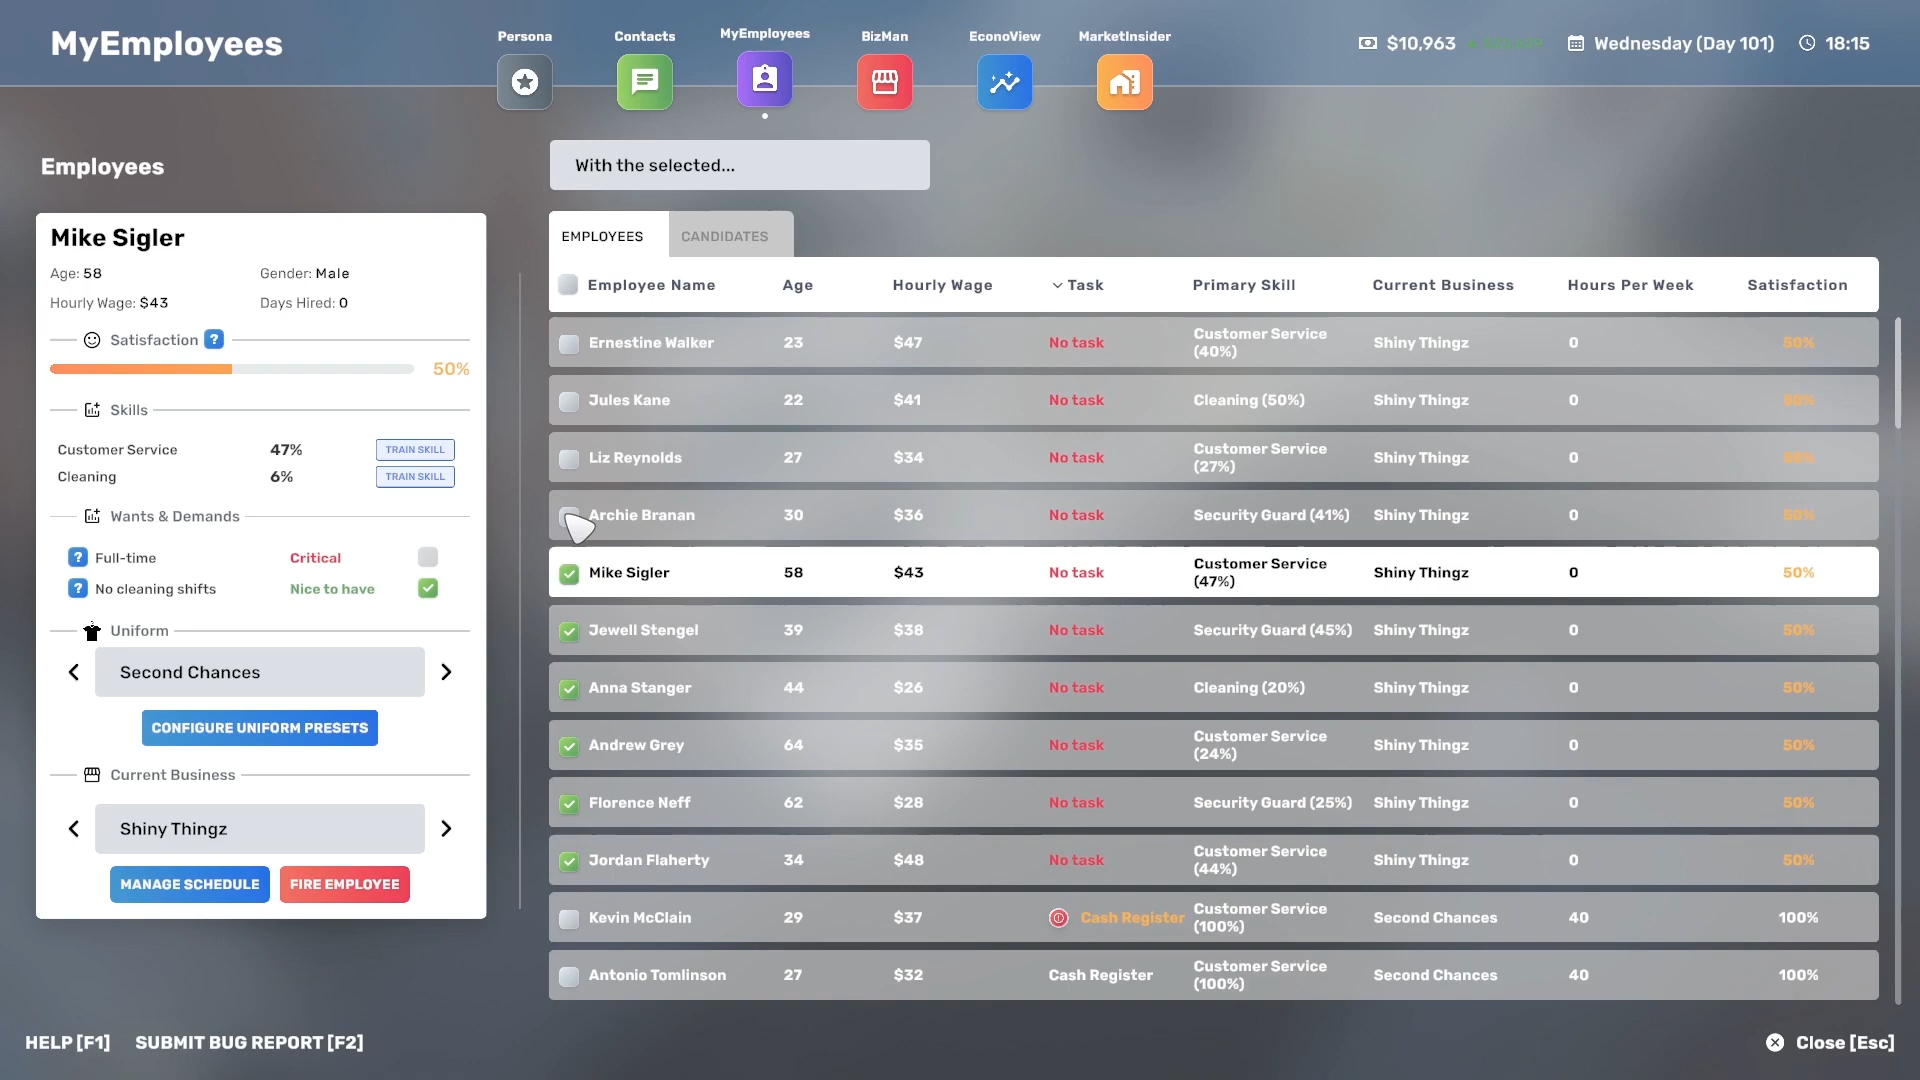 MyEmployees
Persona
Contacts
MyEmployees
BizMan
EconoView
MarketInsider
$10,963
Wednesday (Day 101)
18:15
Employees
With the selected...
Mike Sigler
Age: 58
Gender: Male
Hourly Wage: $43
Days Hired: 0
Satisfaction ?
50%
Skills
Customer Service 47% TRAIN SKILL
Cleaning 6% TRAIN SKILL
Wants & Demands
? Full-time Critical
? No cleaning shifts Nice to have
Uniform
Second Chances
CONFIGURE UNIFORM PRESETS
Current Business
Shiny Thingz
MANAGE SCHEDULE
FIRE EMPLOYEE
EMPLOYEES
CANDIDATES
Employee Name Age Hourly Wage Task Primary Skill Current Business Hours Per Week Satisfaction
Ernestine Walker 23 $47 No task Customer Service (40%) Shiny Thingz 0 50%
Jules Kane 22 $41 No task Cleaning (50%) Shiny Thingz 0 50%
Liz Reynolds 27 $34 No task Customer Service (27%) Shiny Thingz 0 50%
Archie Branan 30 $36 No task Security Guard (41%) Shiny Thingz 0 50%
Mike Sigler 58 $43 No task Customer Service (47%) Shiny Thingz 0 50%
Jewell Stengel 39 $38 No task Security Guard (45%) Shiny Thingz 0 50%
Anna Stanger 44 $26 No task Cleaning (20%) Shiny Thingz 0 50%
Andrew Grey 64 $35 No task Customer Service (24%) Shiny Thingz 0 50%
Florence Neff 62 $28 No task Security Guard (25%) Shiny Thingz 0 50%
Jordan Flaherty 34 $48 No task Customer Service (44%) Shiny Thingz 0 50%
Kevin McClain 29 $37 Cash Register Customer Service (100%) Second Chances 40 100%
Antonio Tomlinson 27 $32 Cash Register Customer Service (100%) Second Chances 40 100%
HELP [F1]
SUBMIT BUG REPORT [F2]
Close [Esc]